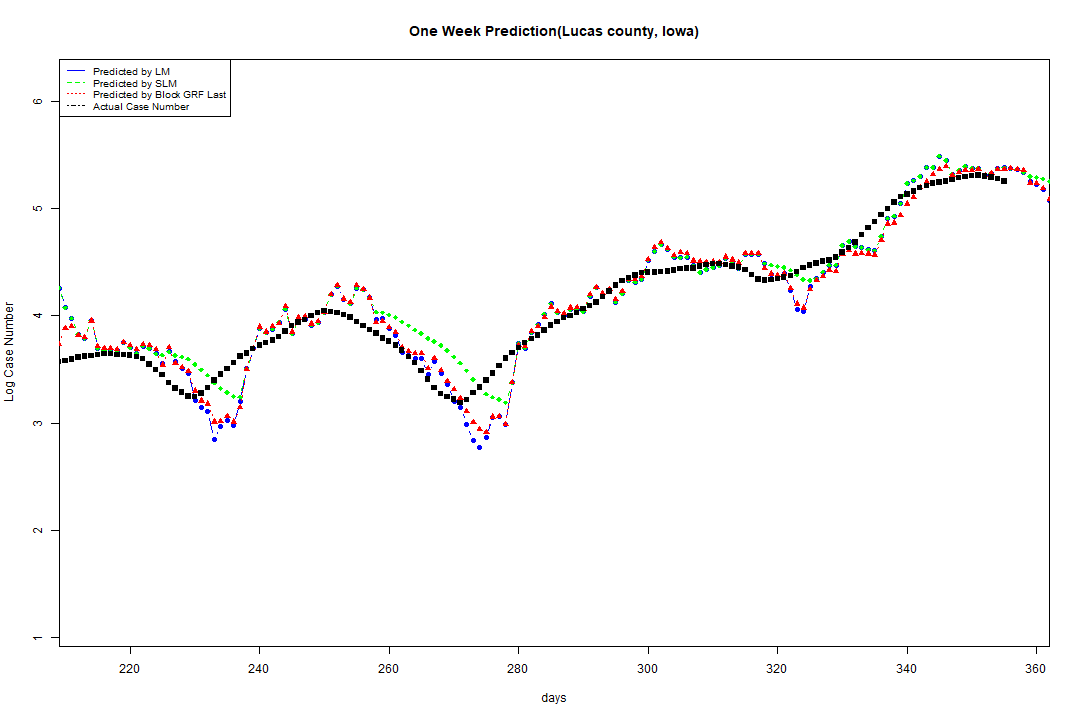 One Week Prediction(Lucas county, Iowa)
Predicted by LM
Predicted by SLM
Predicted by Block GRF Last
Actual Case Number
6
5
4
3
2
1
Log Case Number
220 240 260 280 300 320 340 360
days